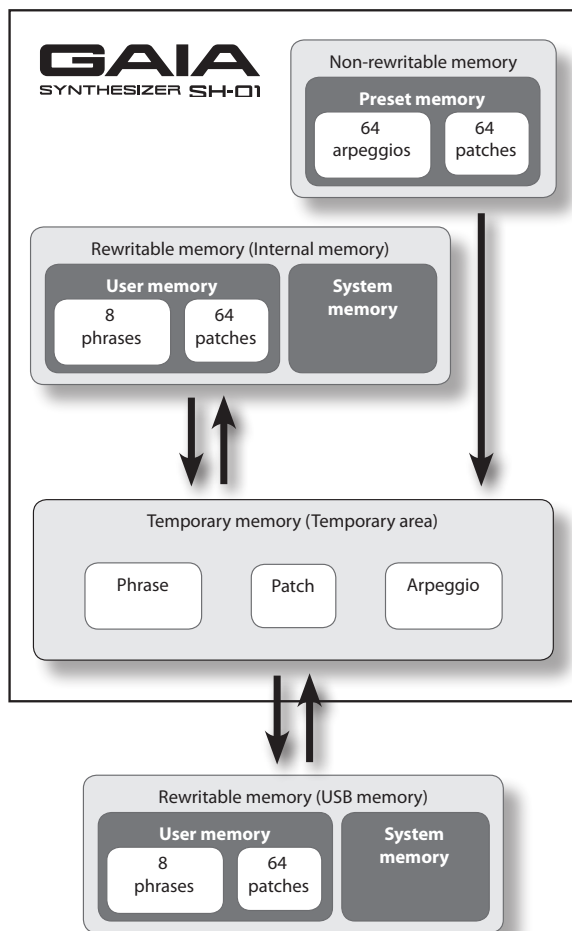 GAIA
SYNTHESIZER SH-01
Non-rewritable memory
Preset memory
64
arpeggios
64
patches
Rewritable memory (Internal memory)
User memory
8
phrases
64
patches
System
memory
Temporary memory (Temporary area)
Phrase
Patch
Arpeggio
Rewritable memory (USB memory)
User memory
8
phrases
64
patches
System
memory